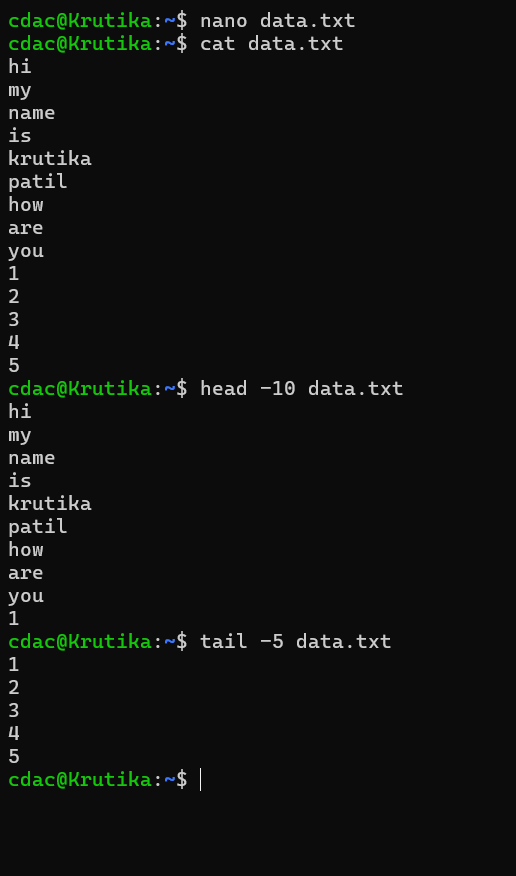 cdac@Krutika:~$ nano data.txt
cdac@Krutika:~$ cat data.txt
hi
my
name
is
krutika
patil
how
are
you
1
2
3
4
5
cdac@Krutika:~$ head -10 data.txt
hi
my
name
is
krutika
patil
how
are
you
1
cdac@Krutika:~$ tail -5 data.txt
1
2
3
4
5
cdac@Krutika:~$